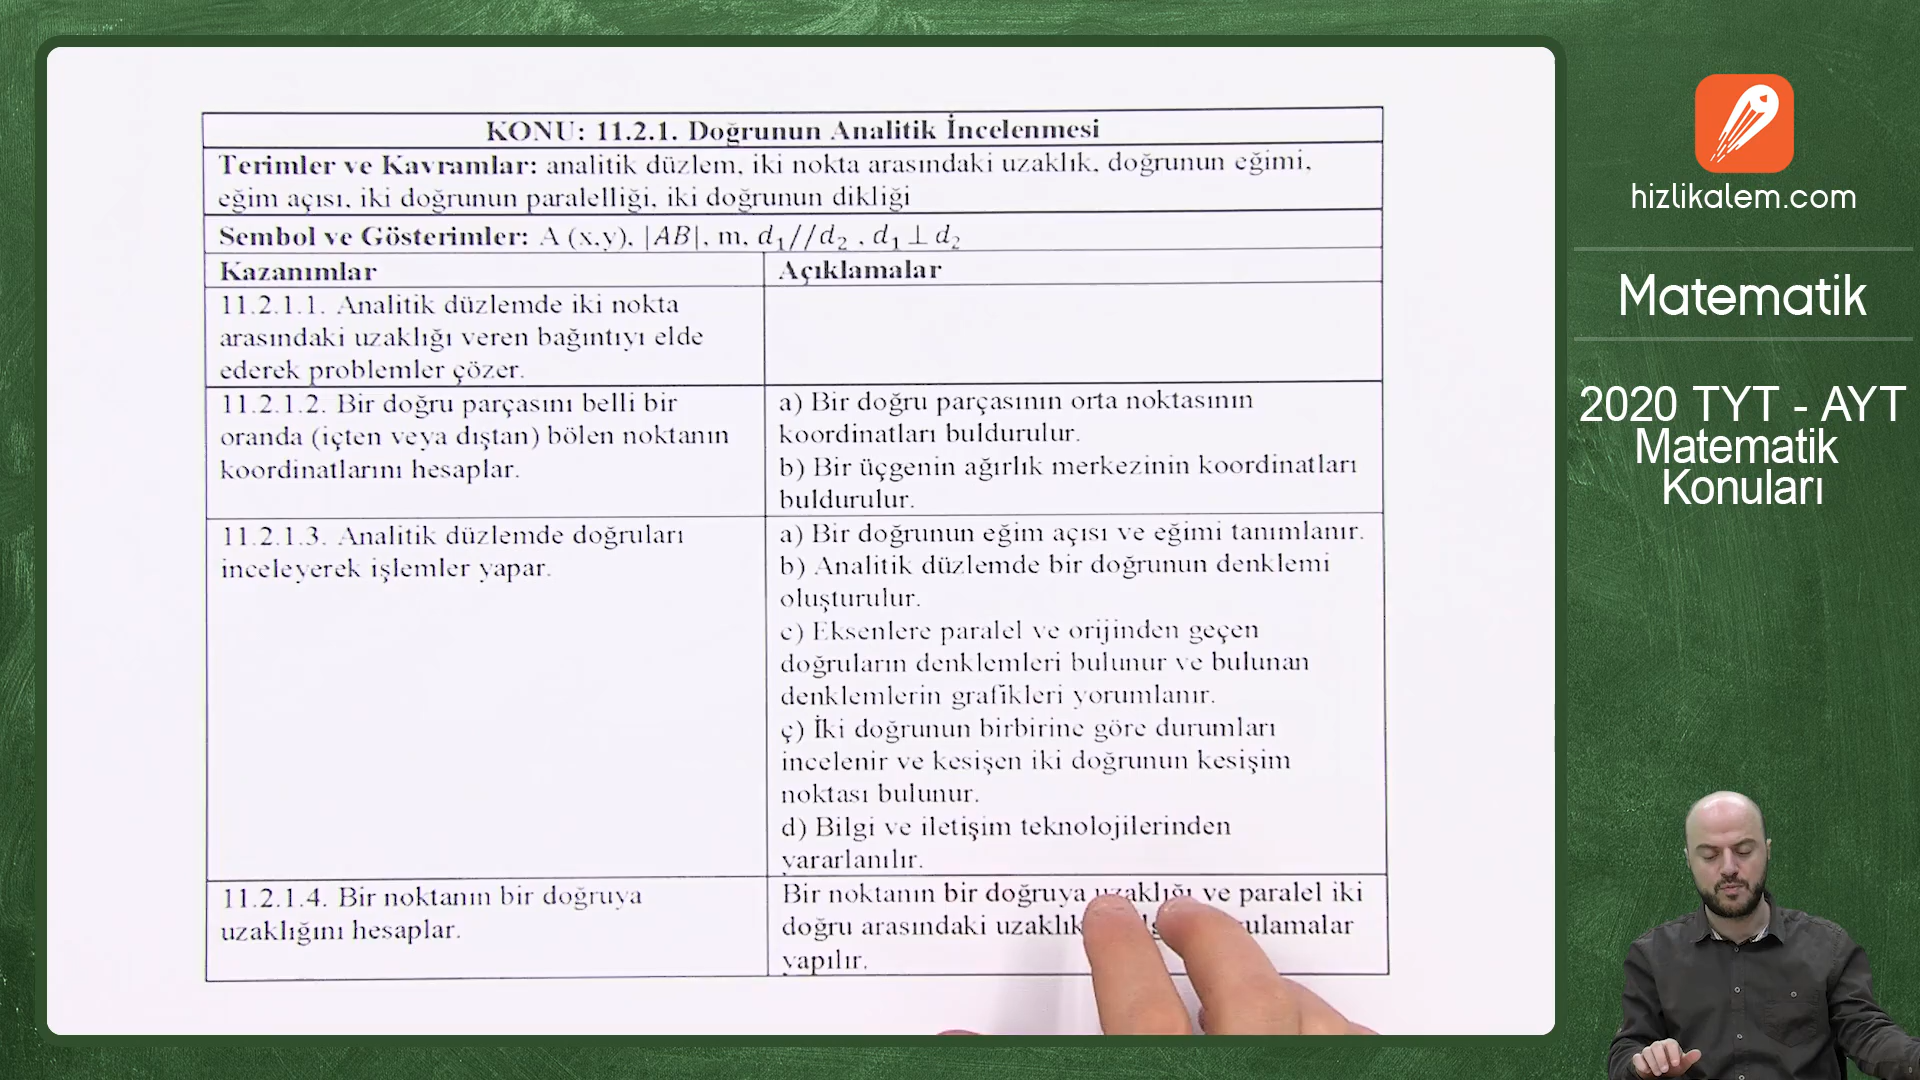 KONU: 11.2.1. Doğrunun Analitik İncelenmesi
Terimler ve Kavramlar: analitik düzlem, iki nokta arasındaki uzaklık, doğrunun eğimi,
eğim açısı, iki doğrunun paralelliği, iki doğrunun dikliği
Sembol ve Gösterimler: A (x,y), |AB|, m, d₁//d₂ , d₁ ⊥ d₂
Kazanımlar
Açıklamalar
11.2.1.1. Analitik düzlemde iki nokta
arasındaki uzaklığı veren bağıntıyı elde
ederek problemler çözer.
11.2.1.2. Bir doğru parçasını belli bir
oranda (içten veya dıştan) bölen noktanın
koordinatlarını hesaplar.
a) Bir doğru parçasının orta noktasının
koordinatları buldurulur.
b) Bir üçgenin ağırlık merkezinin koordinatları
buldurulur.
11.2.1.3. Analitik düzlemde doğruları
inceleyerek işlemler yapar.
a) Bir doğrunun eğim açısı ve eğimi tanımlanır.
b) Analitik düzlemde bir doğrunun denklemi
oluşturulur.
c) Eksenlere paralel ve orijinden geçen
doğruların denklemleri bulunur ve bulunan
denklemlerin grafikleri yorumlanır.
ç) İki doğrunun birbirine göre durumları
incelenir ve kesişen iki doğrunun kesişim
noktası bulunur.
d) Bilgi ve iletişim teknolojilerinden
yararlanılır.
11.2.1.4. Bir noktanın bir doğruya
uzaklığını hesaplar.
Bir noktanın bir doğruya uzaklığı ve paralel iki
doğru arasındaki
yapılır.
hizlikalem.com
Matematik
2020 TYT - AYT
Matematik
Konuları